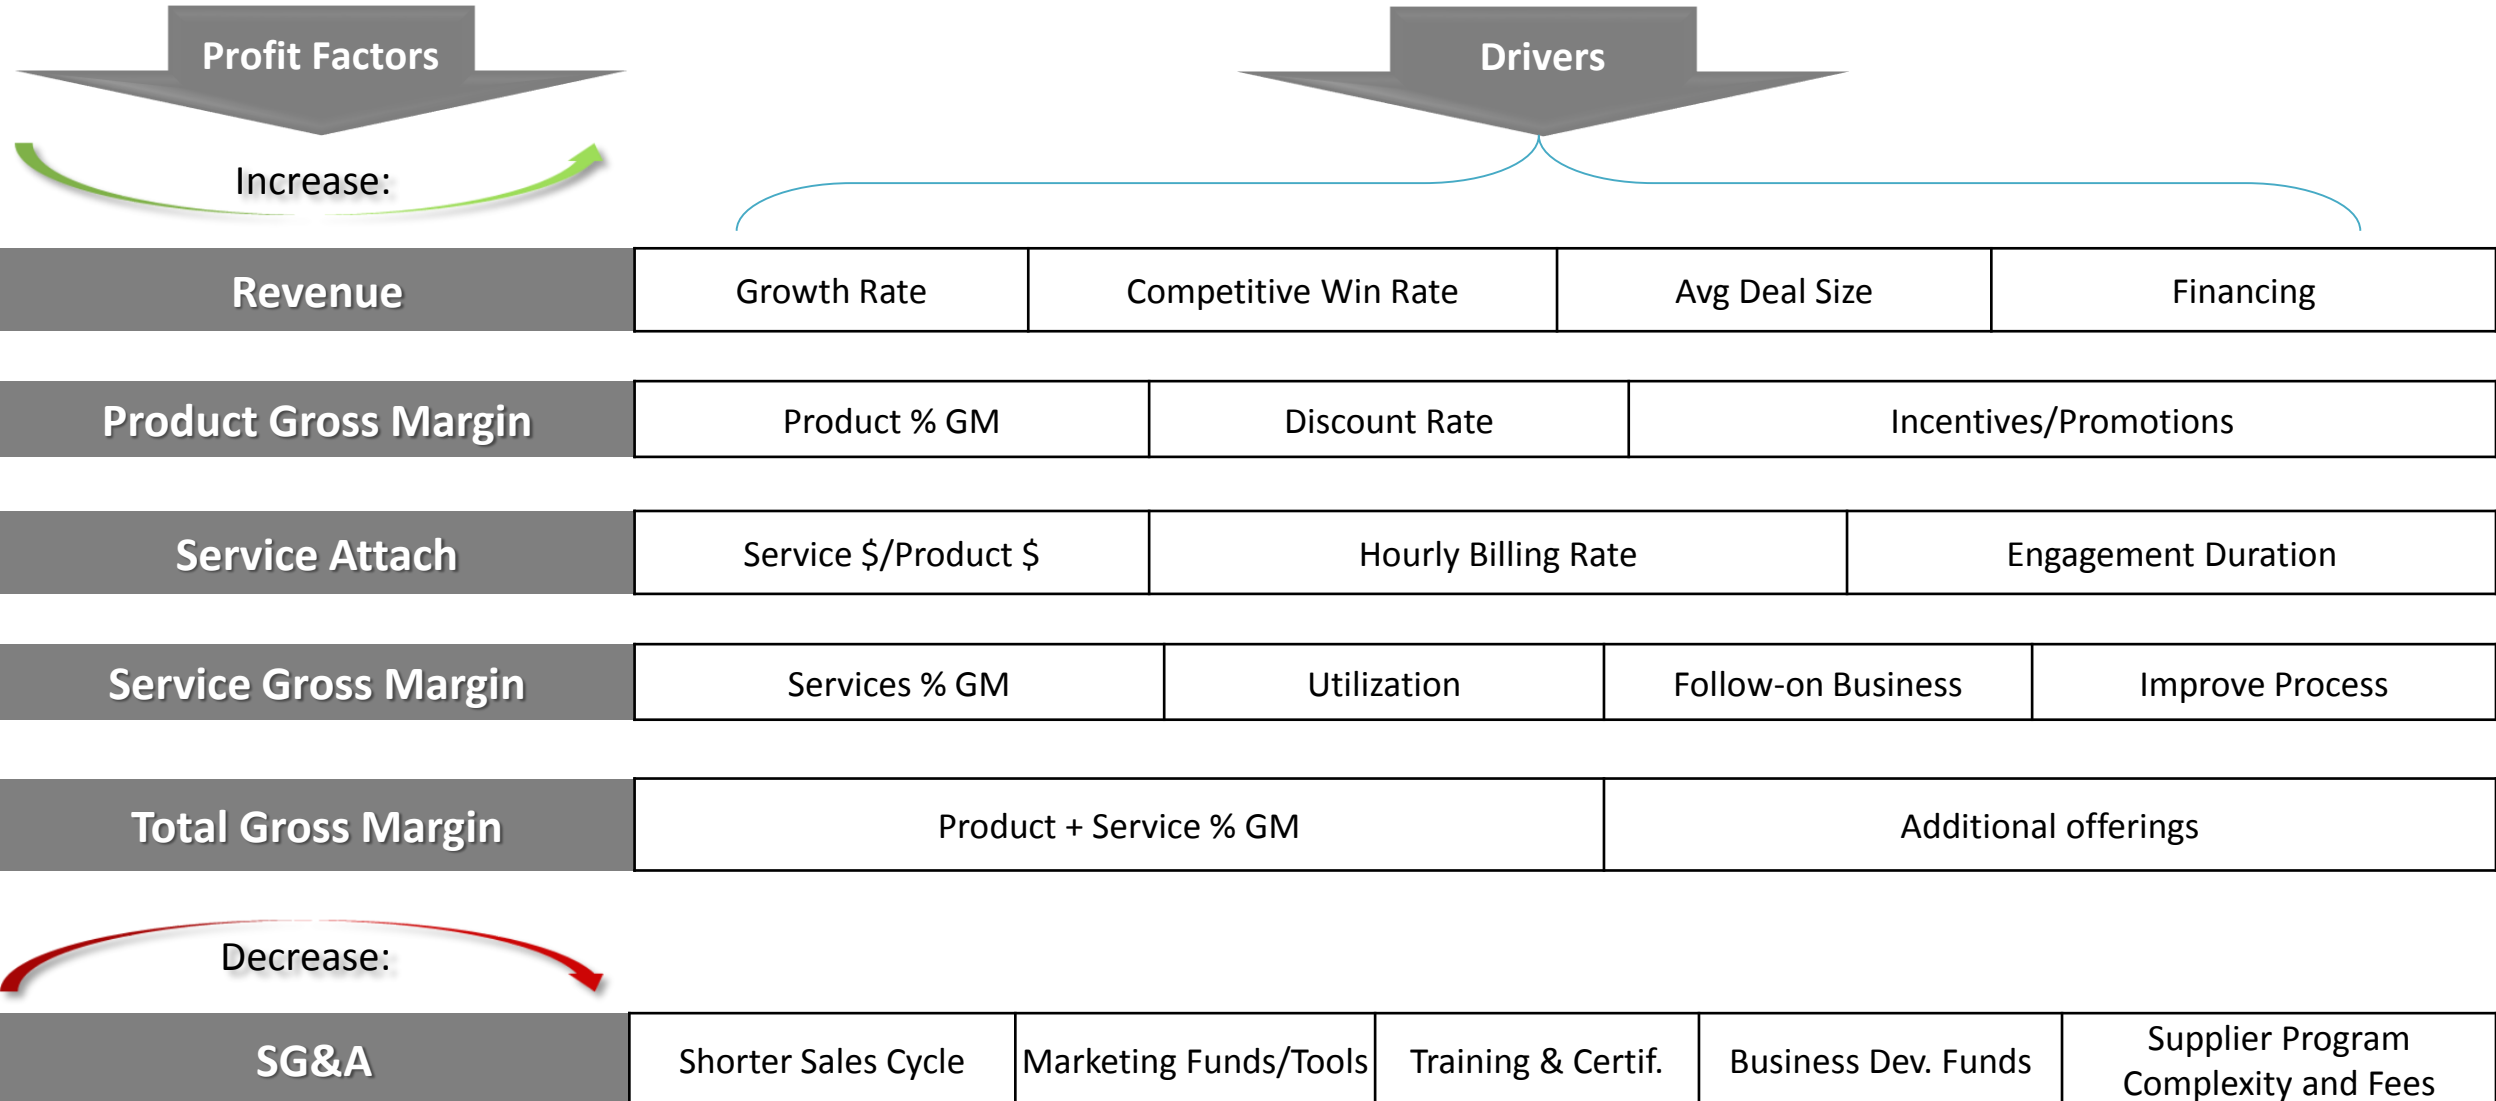 Profit Factors
Drivers
Increase:
Revenue
Growth Rate
Competitive Win Rate
Avg Deal Size
Financing
Product Gross Margin
Product % GM
Discount Rate
Incentives/Promotions
Service Attach
Service $/Product $
Hourly Billing Rate
Engagement Duration
Service Gross Margin
Services % GM
Utilization
Follow-on Business
Improve Process
Total Gross Margin
Product + Service % GM
Additional offerings
Decrease:
SG&A
Shorter Sales Cycle
Marketing Funds/Tools
Training & Certif.
Business Dev. Funds
Supplier Program
Complexity and Fees